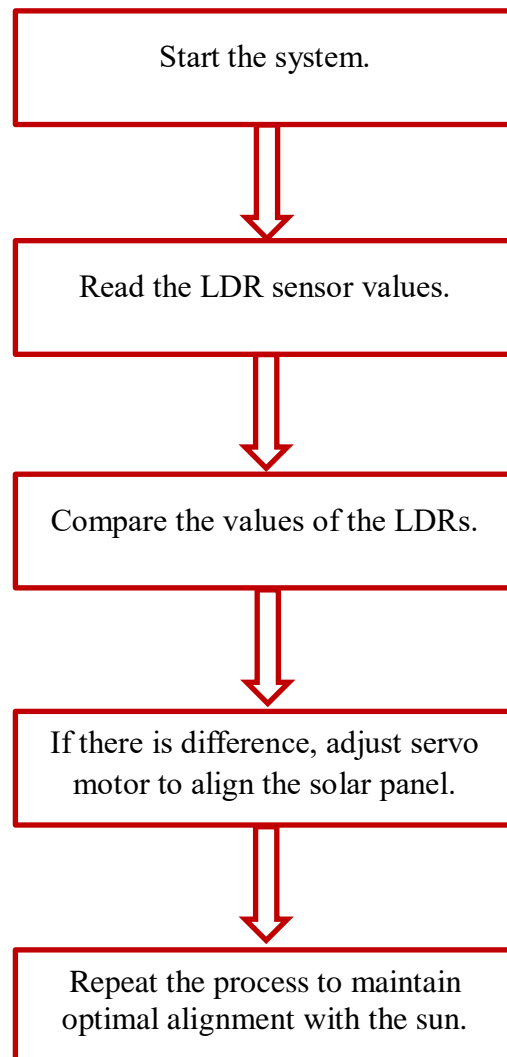 Start the system.
Read the LDR sensor values.
Compare the values of the LDRs.
If there is difference, adjust servo
motor to align the solar panel.
Repeat the process to maintain
optimal alignment with the sun.